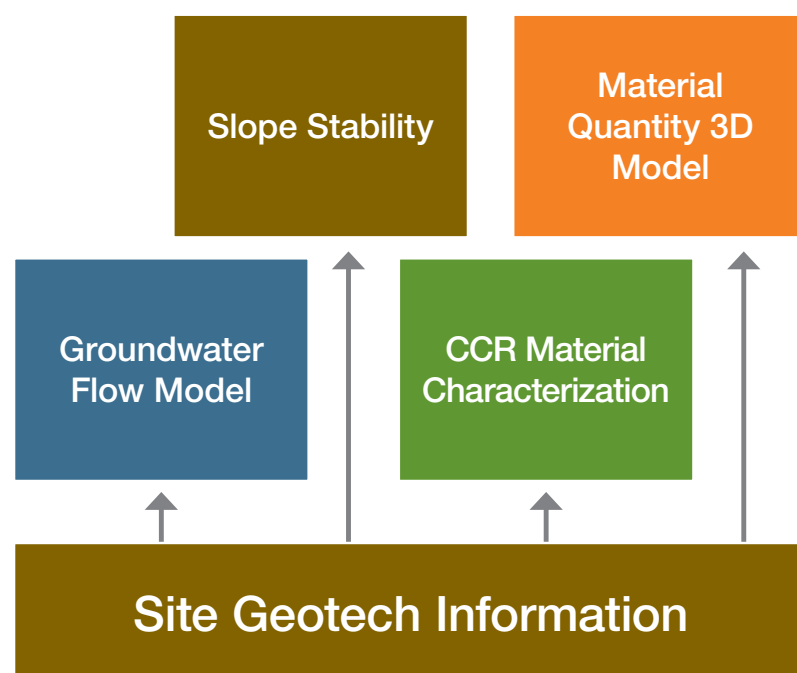 Slope Stability
Material
Quantity 3D
Model
Groundwater
Flow Model
CCR Material
Characterization
Site Geotech Information